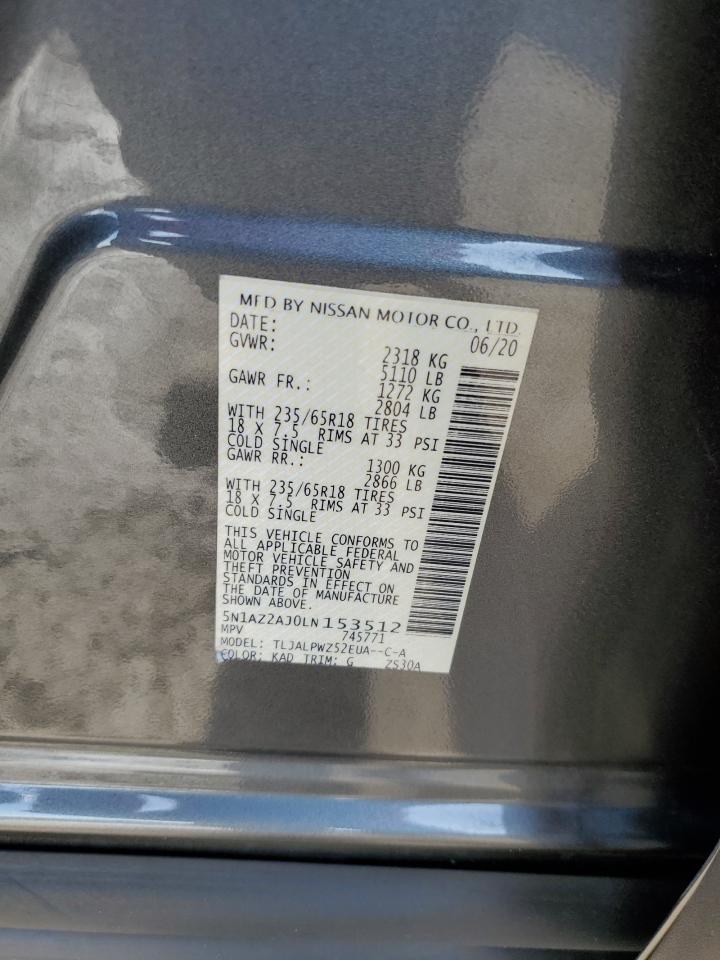 MFD BY NISSAN MOTOR CO., LTD.
DATE: 06/20
GVWR: 2318 KG
5110 LB
GAWR FR.: 1272 KG
2804 LB
WITH 235/65R18 TIRES
18 X 7.5 RIMS AT 33 PSI
COLD SINGLE
GAWR RR.: 1300 KG
2866 LB
WITH 235/65R18 TIRES
18 X 7.5 RIMS AT 33 PSI
COLD SINGLE
THIS VEHICLE CONFORMS TO
ALL APPLICABLE FEDERAL
MOTOR VEHICLE SAFETY AND
THEFT PREVENTION
STANDARDS IN EFFECT ON
THE DATE OF MANUFACTURE
SHOWN ABOVE.
5N1AZ2AJ0LN153512
MPV 745771
MODEL: TLJALPWZ52EUA--C-A
COLOR: KAD TRIM: G ZS30A